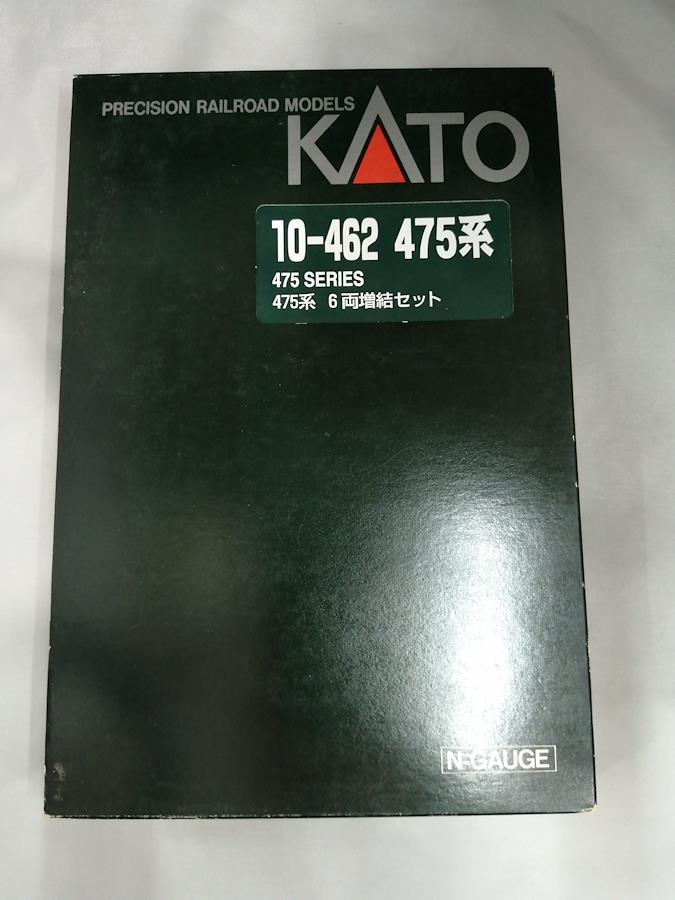 PRECISION RAILROAD MODELS
KATO
10-462 475系
475 SERIES
475系 6両増結セット
N-GAUGE